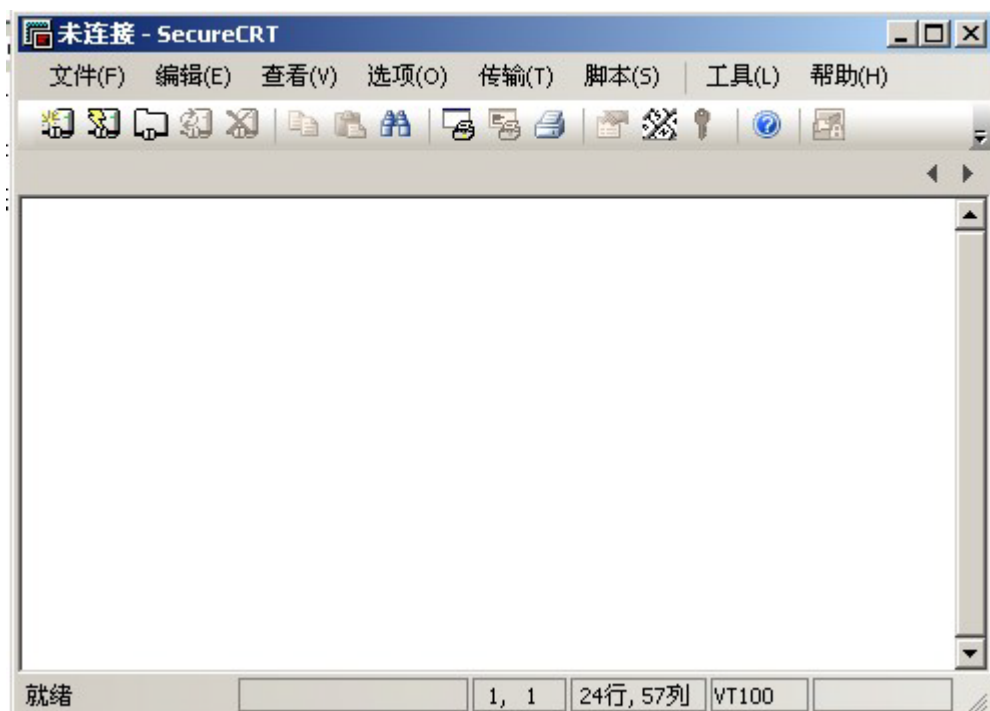 未连接 - SecureCRT
文件(F) 编辑(E) 查看(V) 选项(O) 传输(T) 脚本(S) 工具(L) 帮助(H)
就绪 1, 1 24行, 57列 VT100